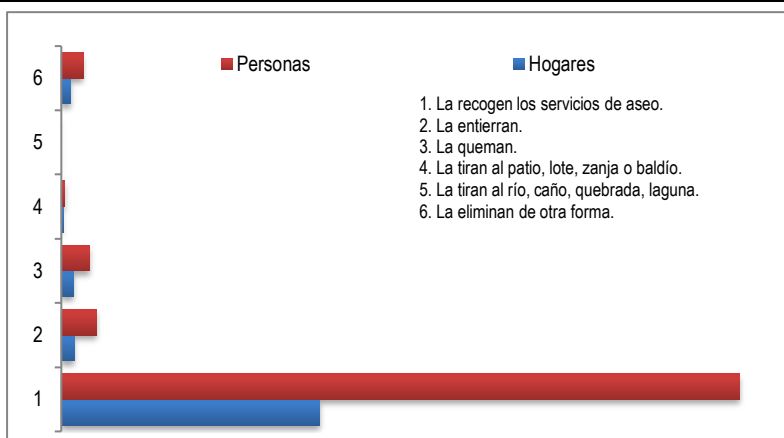 Personas
Hogares
1. La recogen los servicios de aseo.
2. La entierran.
3. La queman.
4. La tiran al patio, lote, zanja o baldío.
5. La tiran al río, caño, quebrada, laguna.
6. La eliminan de otra forma.
6
5
4
3
2
1